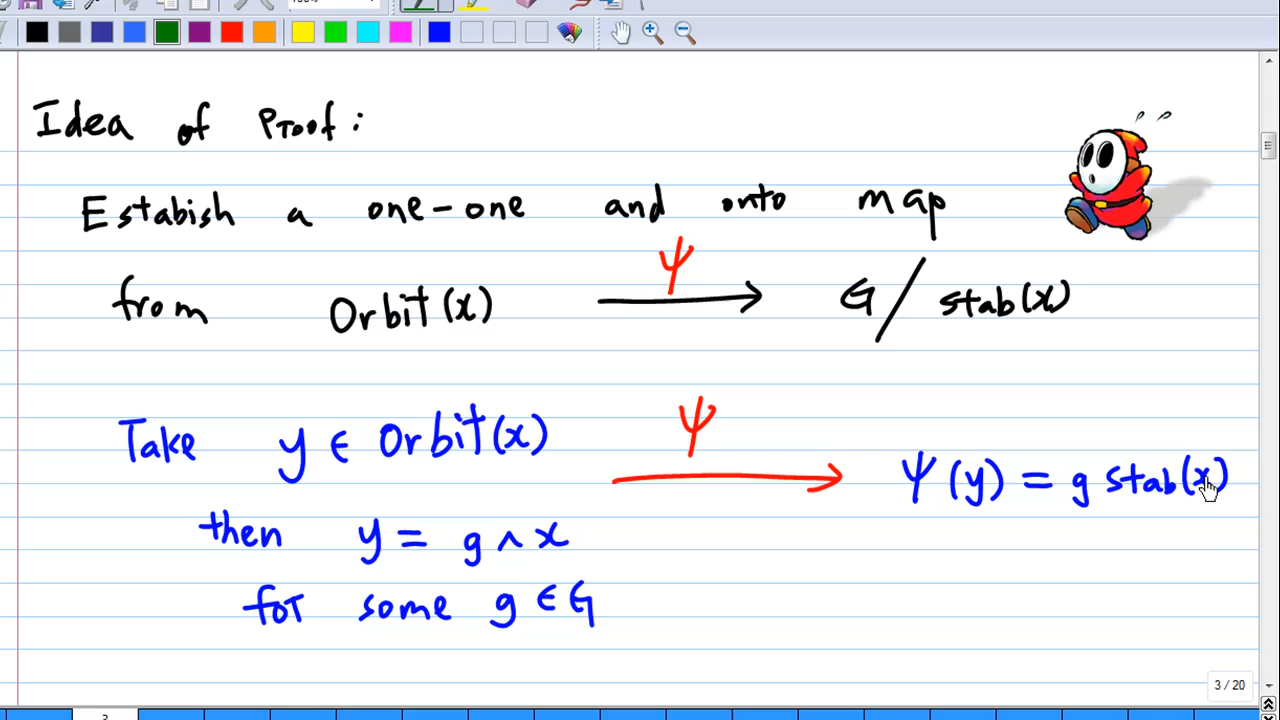 Idea of Proof:
Estabish a one-one and onto map
Ψ
from Orbit(x) → G / stab(x)
Ψ
Take y ∈ Orbit(x) → Ψ(y) = g stab(x)
then y = g ∧ x
for some g ∈ G
3 / 20
3